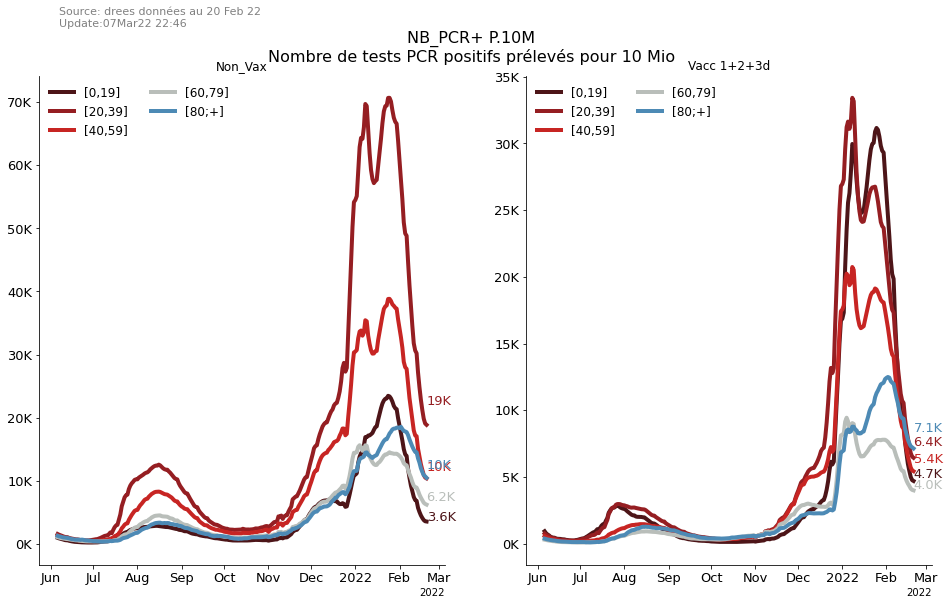 Source: drees données au 20 Feb 22
Update:07Mar22 22:46
NB_PCR+ P.10M
Nombre de tests PCR positifs prélevés pour 10 Mio
Non_Vax
[0,19]
[20,39]
[40,59]
[60,79]
[80;+]
70K
60K
50K
40K
30K
20K
10K
0K
19K
10K
10K
6.2K
3.6K
Jun Jul Aug Sep Oct Nov Dec 2022 Feb Mar
2022
Vacc 1+2+3d
[0,19]
[20,39]
[40,59]
[60,79]
[80;+]
35K
30K
25K
20K
15K
10K
5K
0K
7.1K
6.4K
5.4K
4.7K
4.0K
Jun Jul Aug Sep Oct Nov Dec 2022 Feb Mar
2022